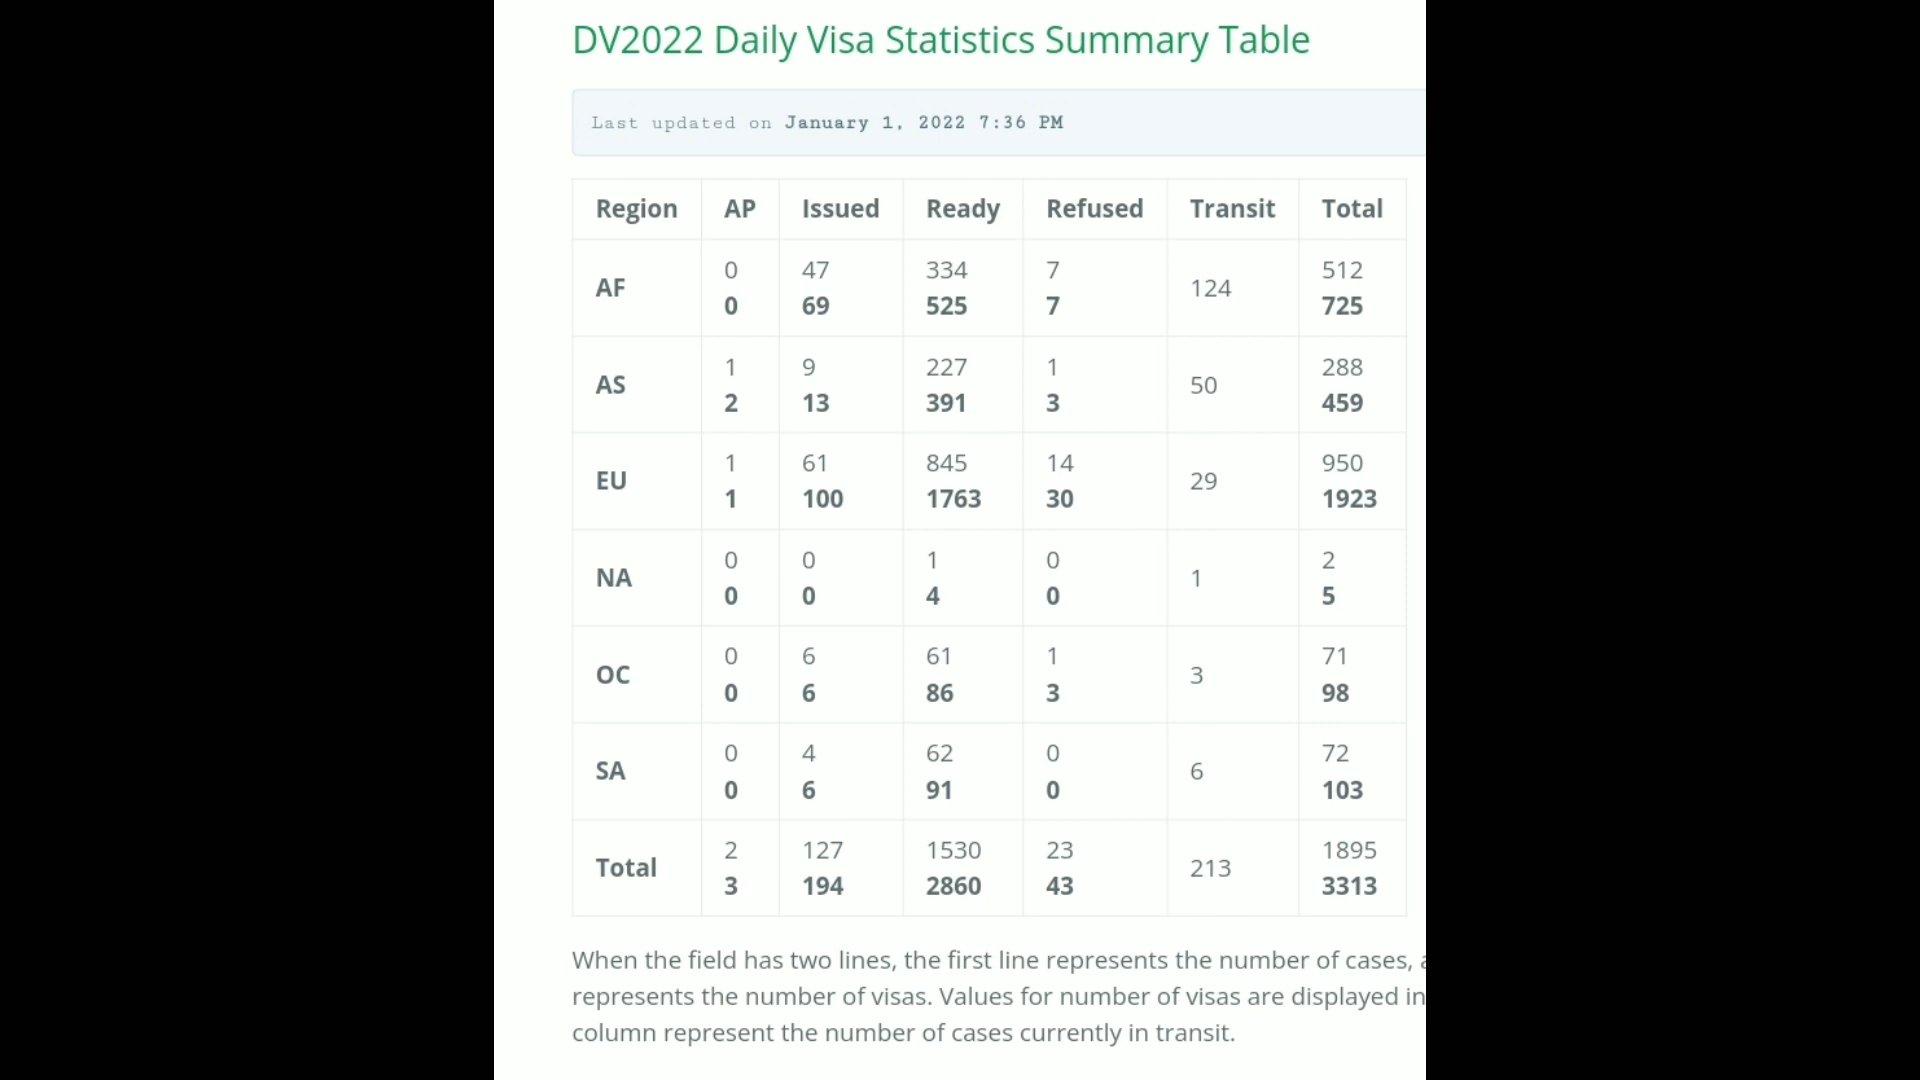 DV2022 Daily Visa Statistics Summary Table
Last updated on January 1, 2022 7:36 PM
Region AP Issued Ready Refused Transit Total
AF 0 47 334 7 124 512
0 69 525 7 725
AS 1 9 227 1 50 288
2 13 391 3 459
EU 1 61 845 14 29 950
1 100 1763 30 1923
NA 0 0 1 0 1 2
0 0 4 0 5
OC 0 6 61 1 3 71
0 6 86 3 98
SA 0 4 62 0 6 72
0 6 91 0 103
Total 2 127 1530 23 213 1895
3 194 2860 43 3313
When the field has two lines, the first line represents the number of cases,
represents the number of visas. Values for number of visas are displayed in
column represent the number of cases currently in transit.